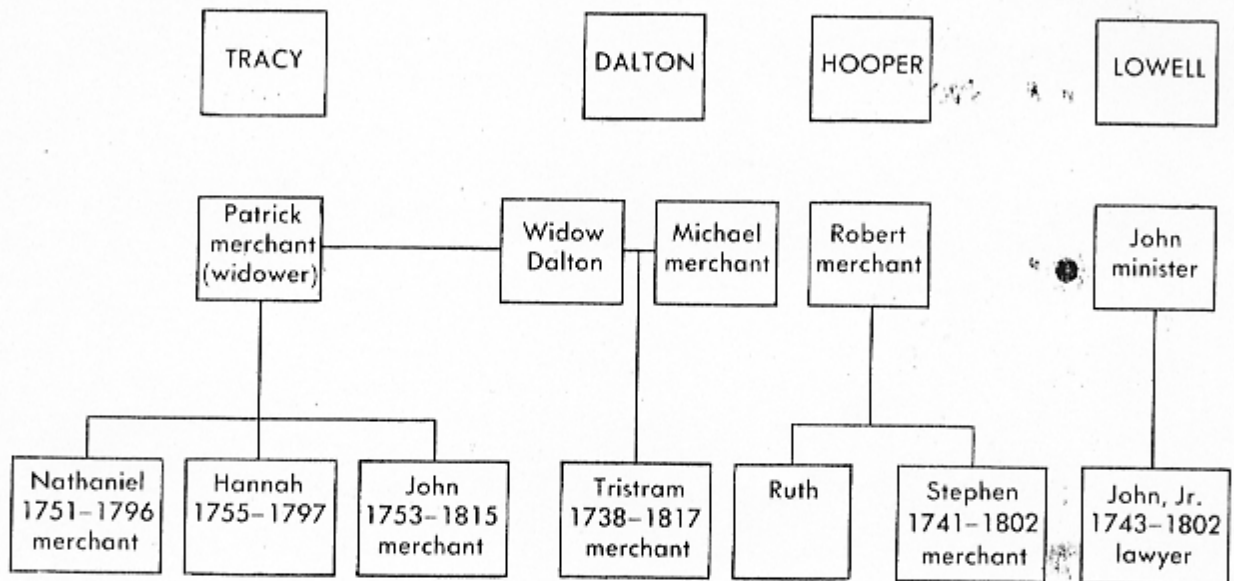 TRACY
DALTON
HOOPER
LOWELL
Patrick
merchant
(widower)
Widow
Dalton
Michael
merchant
Robert
merchant
John
minister
Nathaniel
1751–1796
merchant
Hannah
1755–1797
John
1753–1815
merchant
Tristram
1738–1817
merchant
Ruth
Stephen
1741–1802
merchant
John, Jr.
1743–1802
lawyer